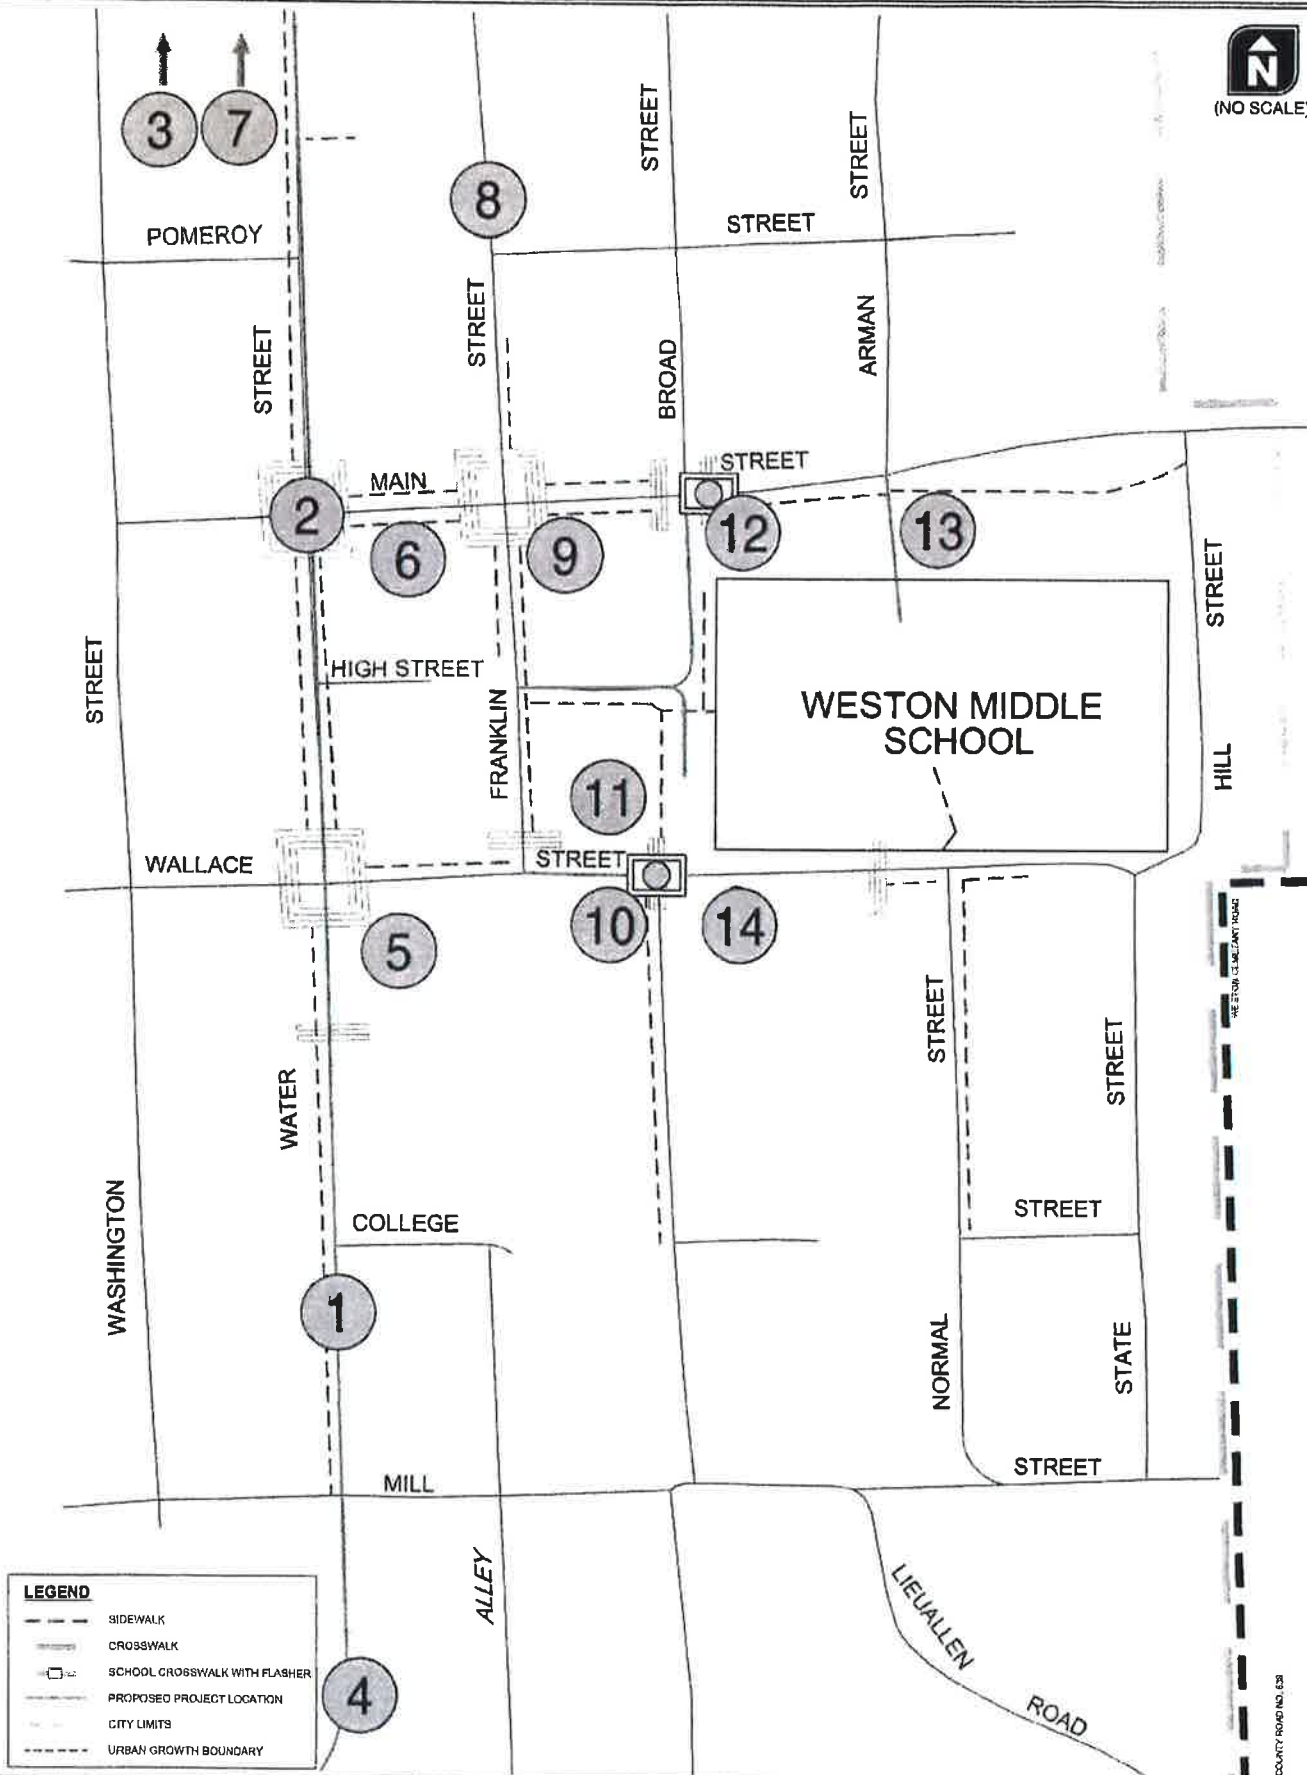 N
(NO SCALE)
3
7
STREET
STREET
8
POMEROY
STREET
STREET
STREET
BROAD
ARMAN
MAIN
STREET
2
6
9
12
13
STREET
STREET
HIGH STREET
FRANKLIN
WESTON MIDDLE
SCHOOL
HILL
11
WALLACE
STREET
10
14
5
STREET
STREET
WATER
WASHINGTON
COLLEGE
STREET
1
NORMAL
STATE
MILL
STREET
ALLEY
LIEUALLEN
ROAD
4
LEGEND
SIDEWALK
CROSSWALK
SCHOOL CROSSWALK WITH FLASHER
PROPOSED PROJECT LOCATION
CITY LIMITS
URBAN GROWTH BOUNDARY
COUNTY ROAD NO.